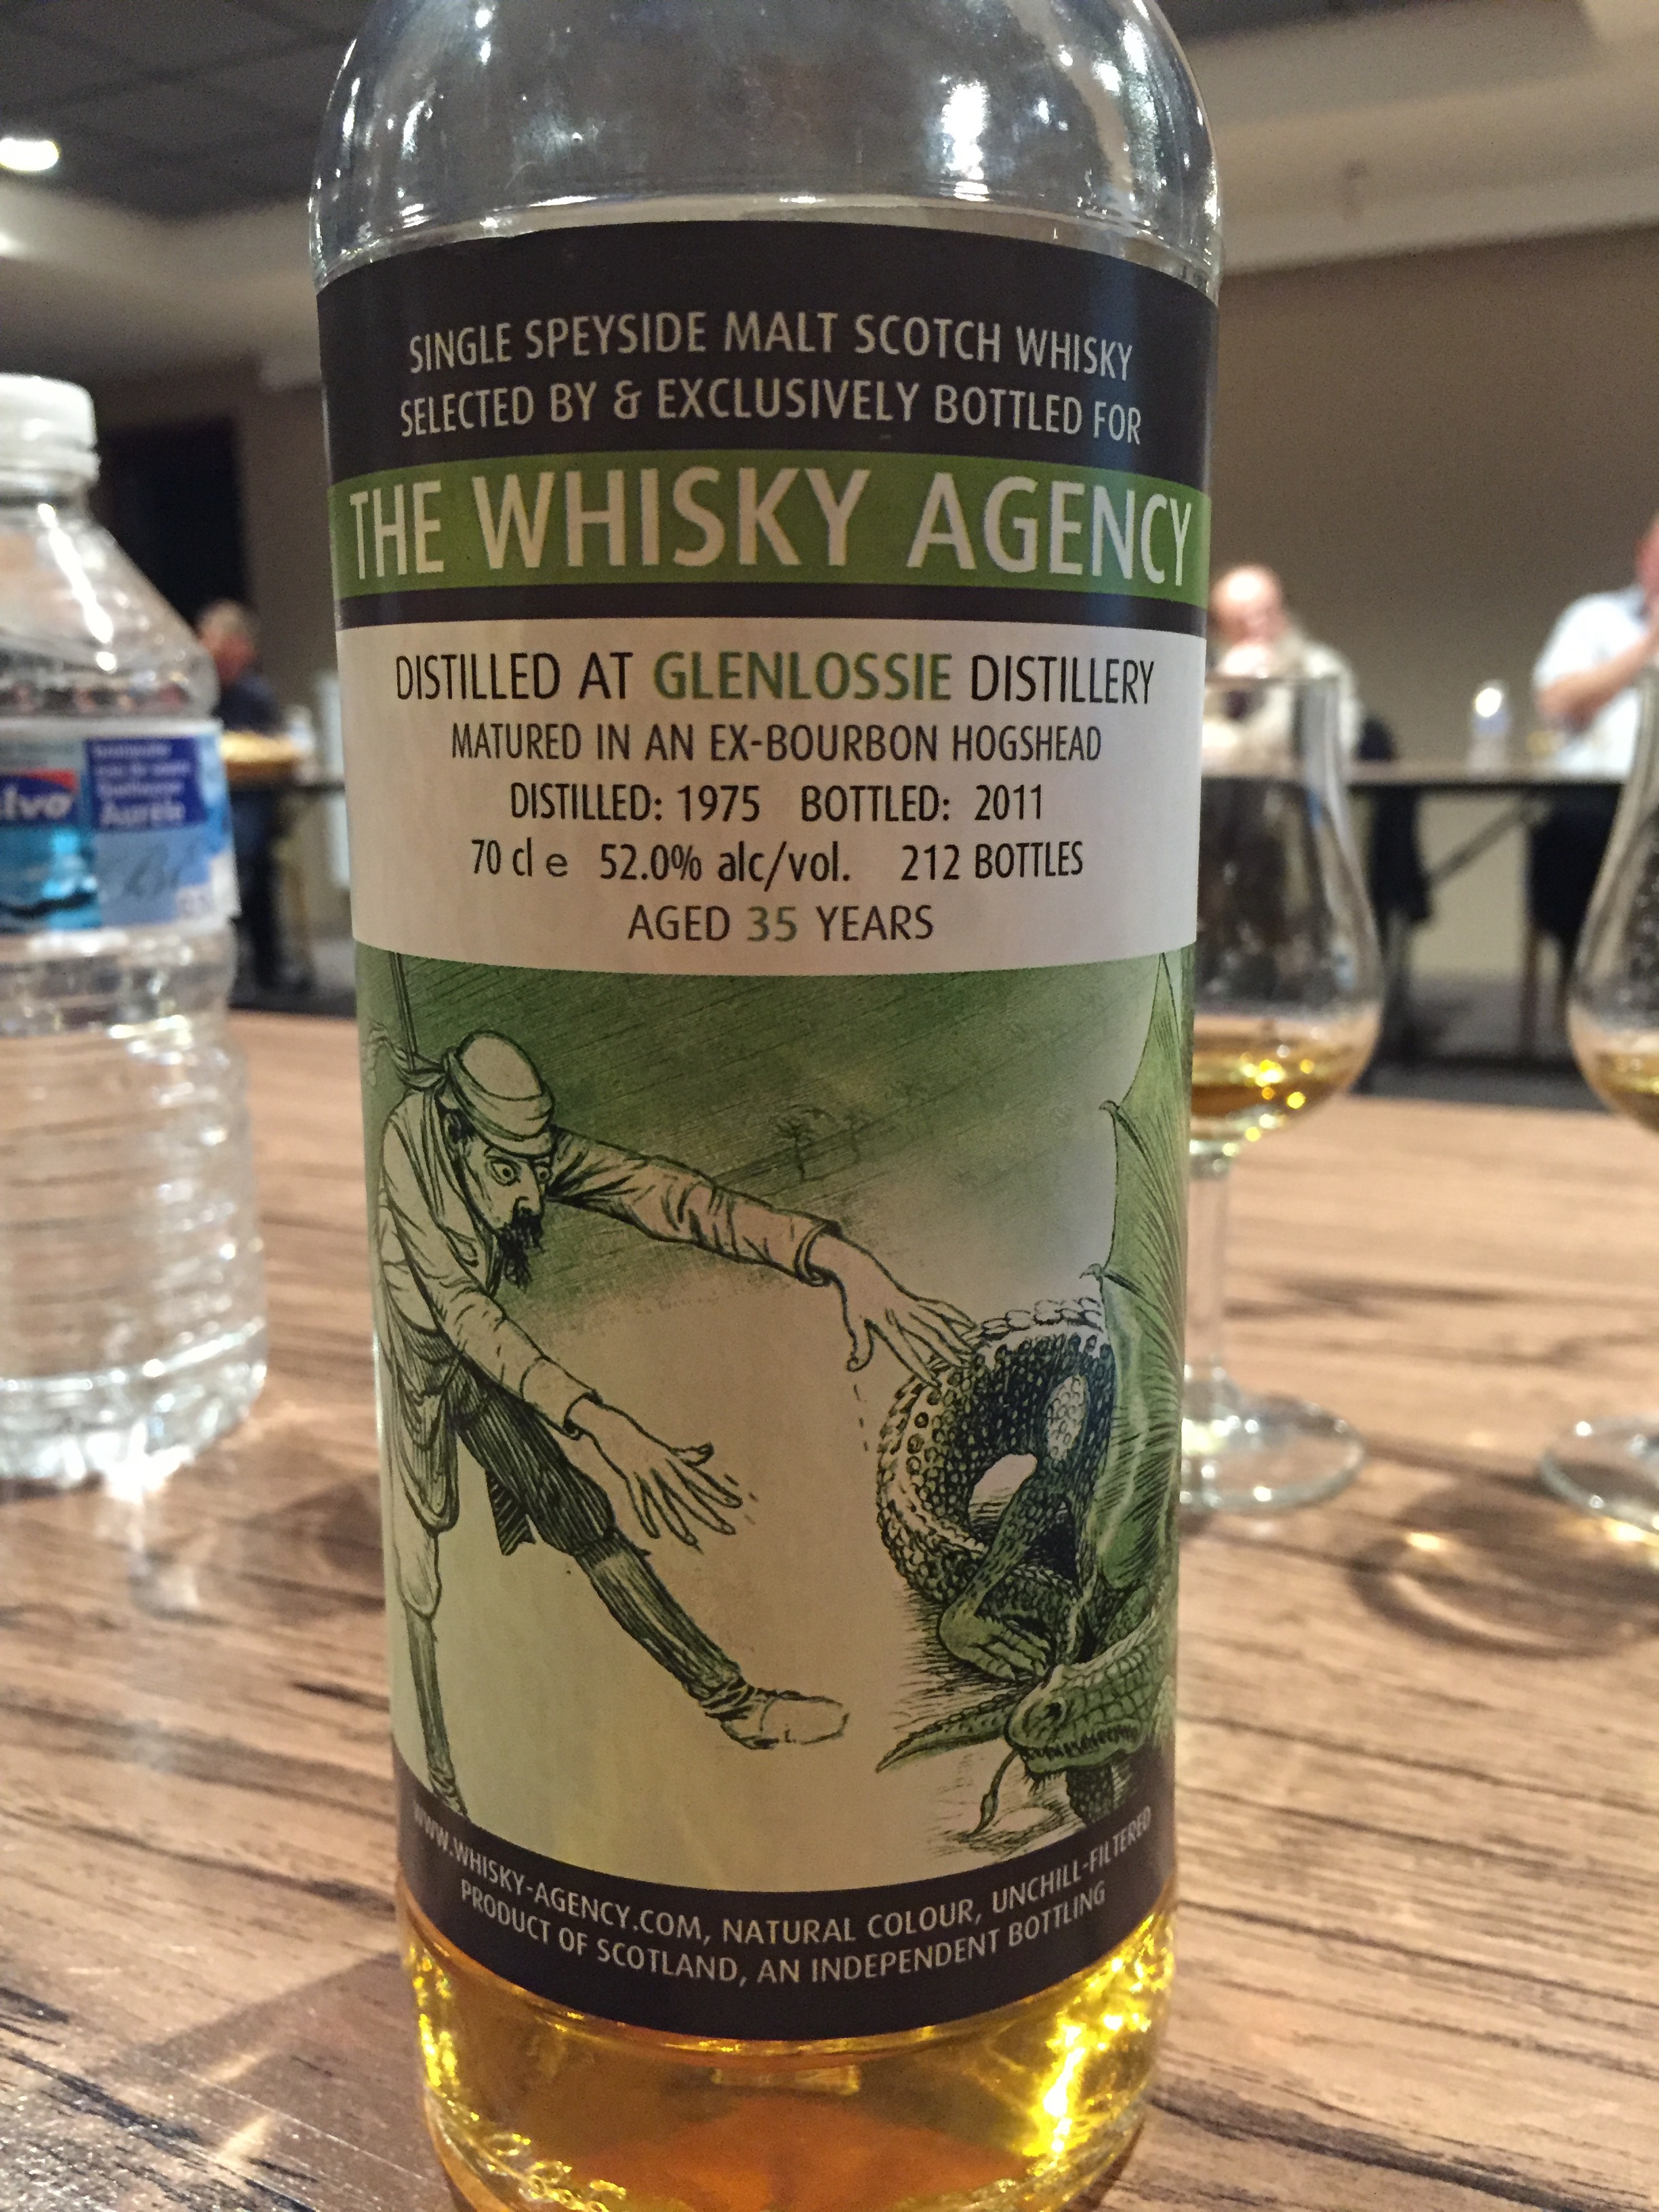 SINGLE SPEYSIDE MALT SCOTCH WHISKY
SELECTED BY & EXCLUSIVELY BOTTLED FOR
THE WHISKY AGENCY
DISTILLED AT GLENLOSSIE DISTILLERY
MATURED IN AN EX-BOURBON HOGSHEAD
DISTILLED: 1975 BOTTLED: 2011
70 cl e 52.0% alc/vol. 212 BOTTLES
AGED 35 YEARS
WWW.WHISKY-AGENCY.COM, NATURAL COLOUR, UNCHILL-FILTERED
PRODUCT OF SCOTLAND, AN INDEPENDENT BOTTLING